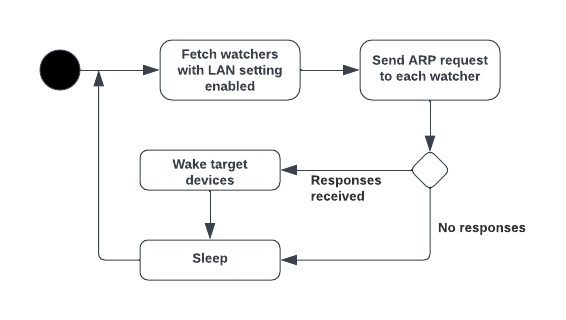 Fetch watchers
with LAN setting
enabled
Send ARP request
to each watcher
Wake target
devices
Responses
received
No responses
Sleep